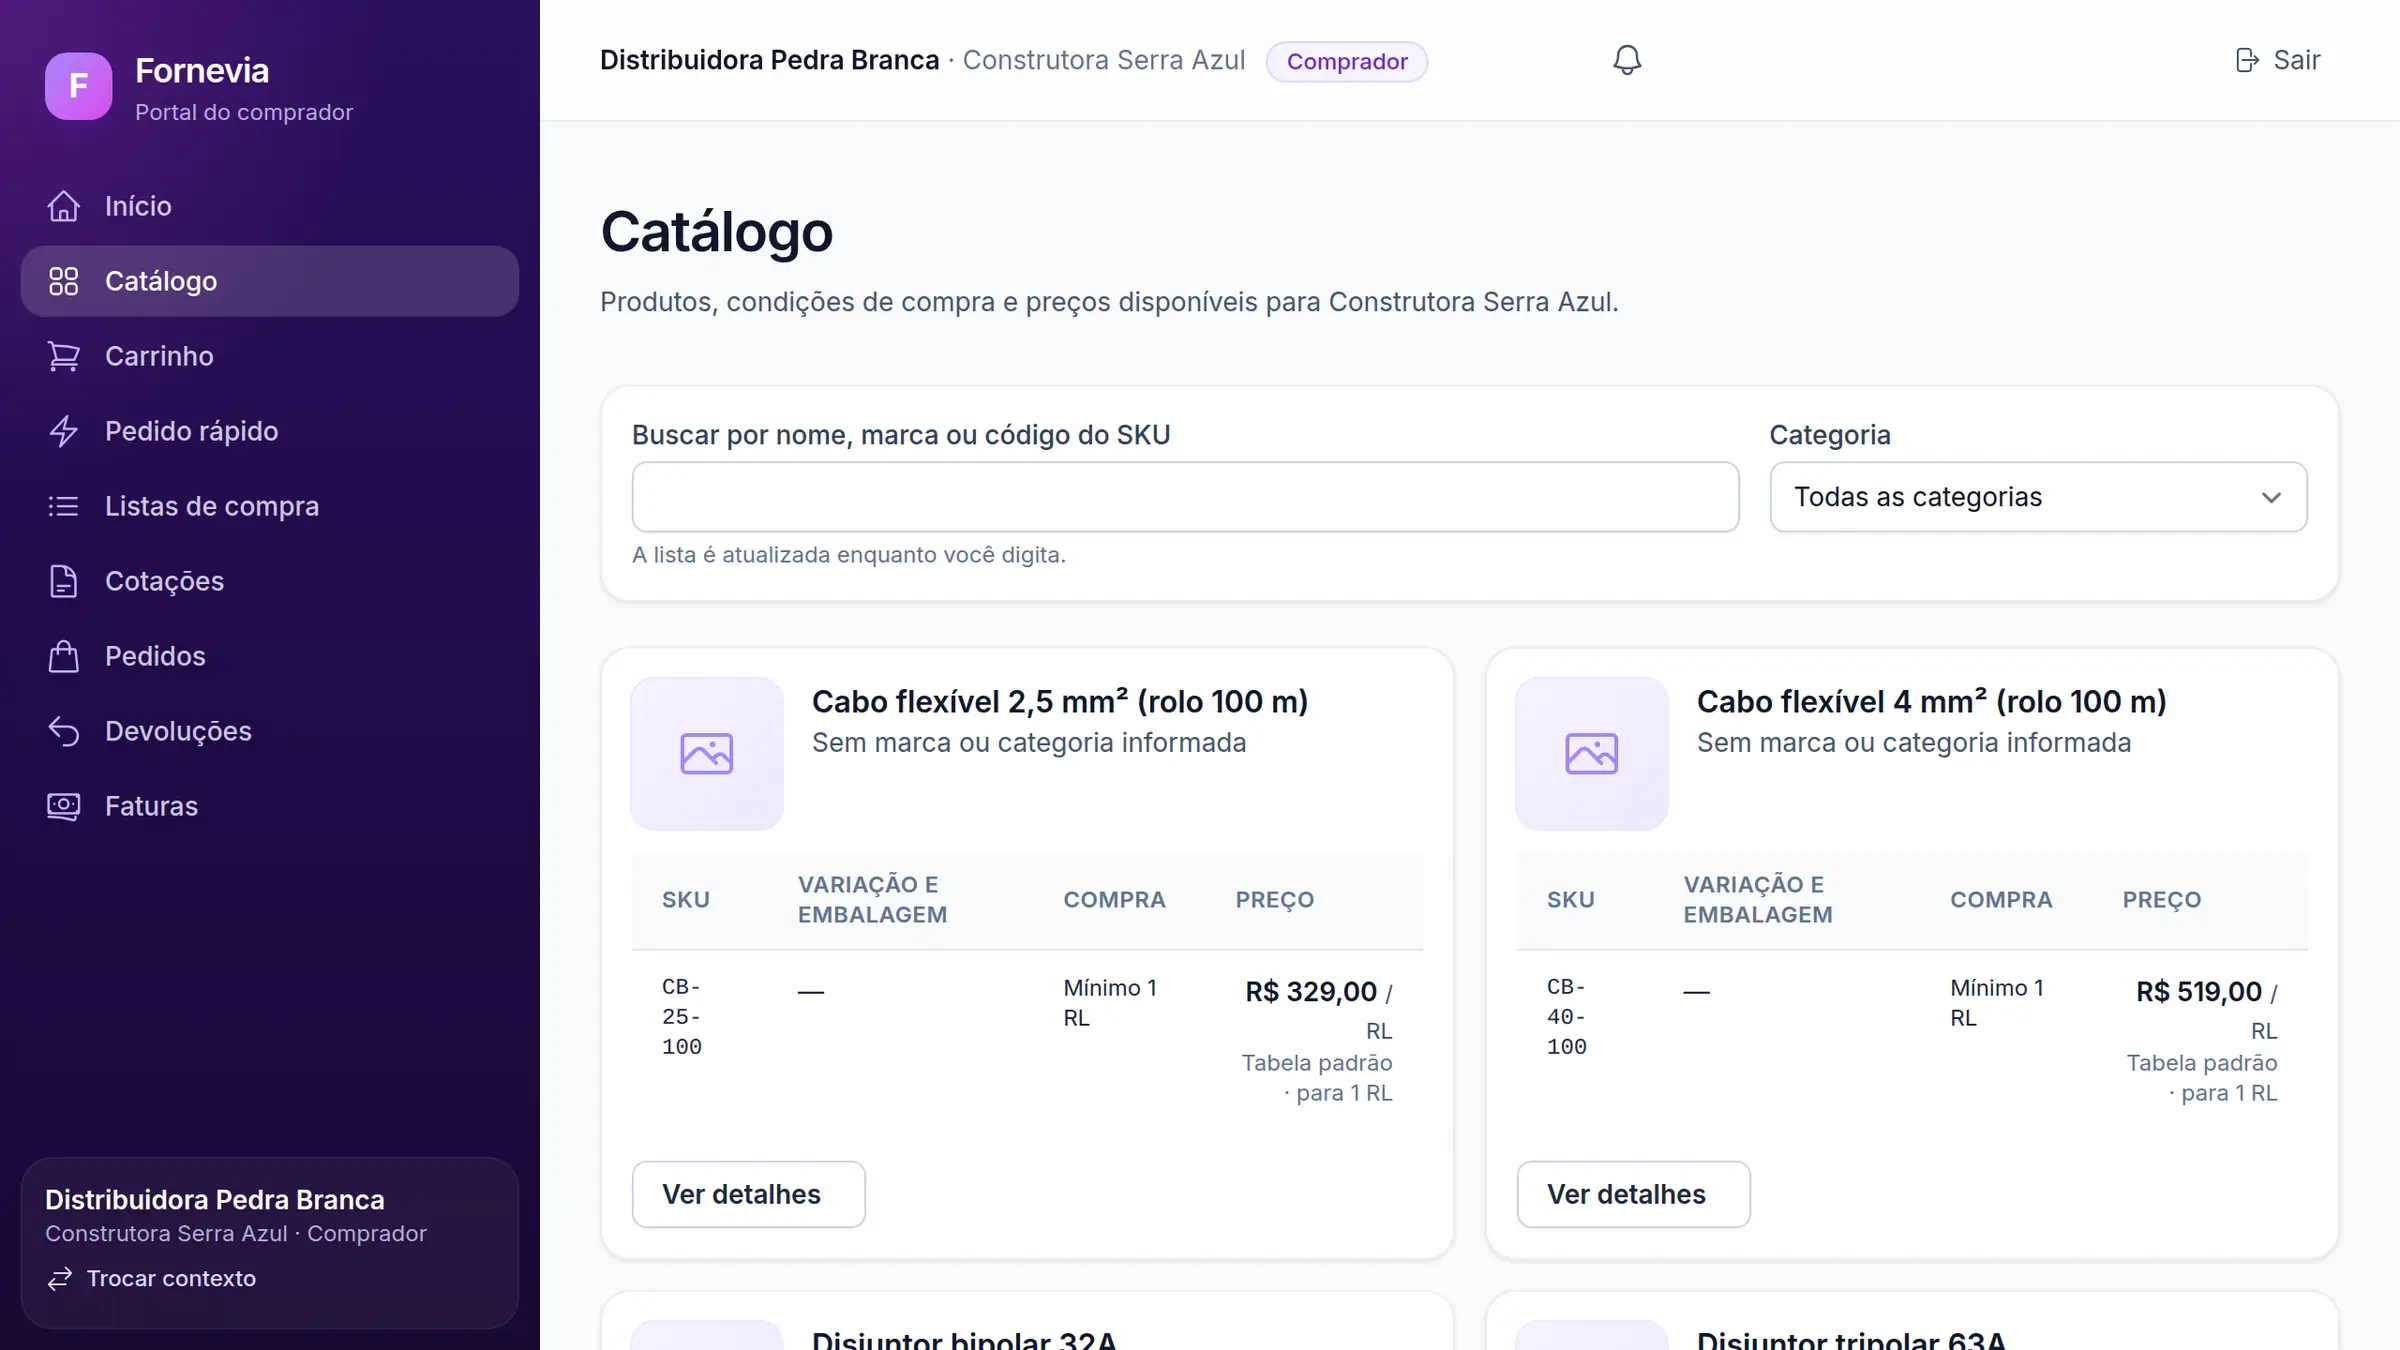 F
Fornevia
Portal do comprador
Início
Catálogo
Carrinho
Pedido rápido
Listas de compra
Cotações
Pedidos
Devoluções
Faturas
Distribuidora Pedra Branca
Construtora Serra Azul · Comprador
Trocar contexto
Distribuidora Pedra Branca · Construtora Serra Azul Comprador
Sair
Catálogo
Produtos, condições de compra e preços disponíveis para Construtora Serra Azul.
Buscar por nome, marca ou código do SKU
A lista é atualizada enquanto você digita.
Categoria
Todas as categorias
Cabo flexível 2,5 mm² (rolo 100 m)
Sem marca ou categoria informada
SKU
VARIAÇÃO E
EMBALAGEM
COMPRA
PREÇO
CB-
25-
100
—
Mínimo 1
RL
R$ 329,00 /
RL
Tabela padrão
· para 1 RL
Ver detalhes
Cabo flexível 4 mm² (rolo 100 m)
Sem marca ou categoria informada
SKU
VARIAÇÃO E
EMBALAGEM
COMPRA
PREÇO
CB-
40-
100
—
Mínimo 1
RL
R$ 519,00 /
RL
Tabela padrão
· para 1 RL
Ver detalhes
Disjuntor bipolar 32A
Disjuntor tripolar 63A